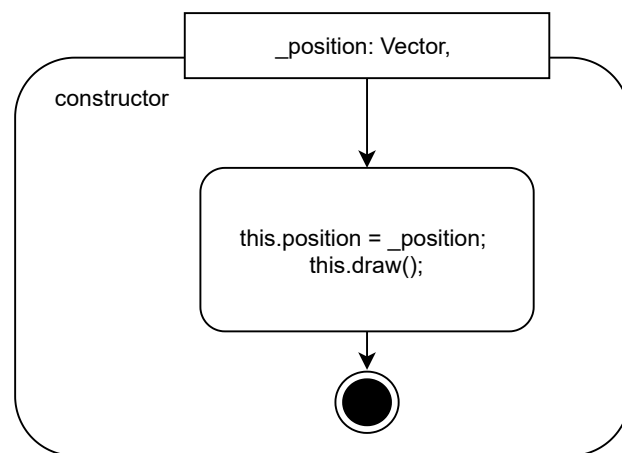 _position: Vector,
constructor
this.position = _position;
this.draw();